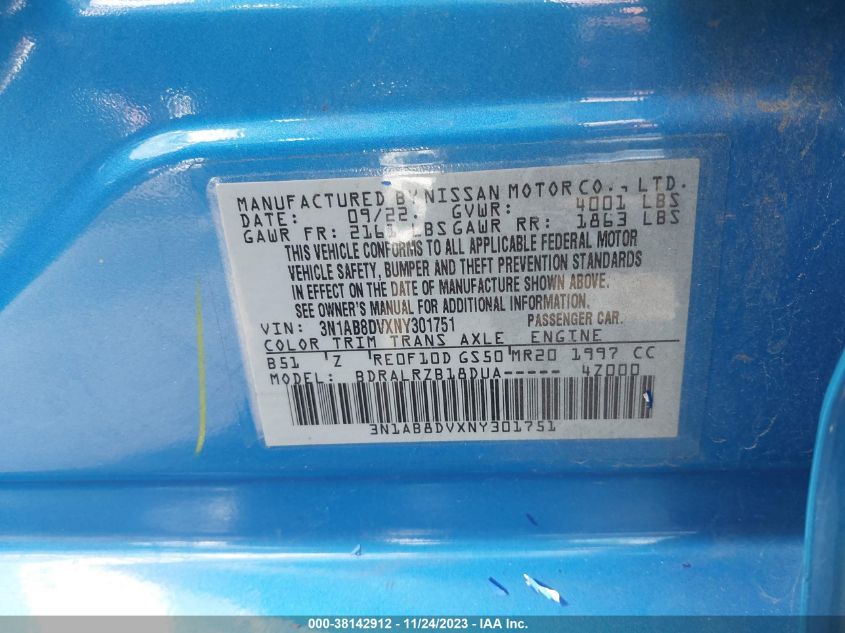 MANUFACTURED BY NISSAN MOTOR CO., LTD.
DATE: 09/22 GVWR: 4001 LBS
GAWR FR: 2161 LBS GAWR RR: 1863 LBS
THIS VEHICLE CONFORMS TO ALL APPLICABLE FEDERAL MOTOR
VEHICLE SAFETY, BUMPER AND THEFT PREVENTION STANDARDS
IN EFFECT ON THE DATE OF MANUFACTURE SHOWN ABOVE.
SEE OWNER'S MANUAL FOR ADDITIONAL INFORMATION.
VIN: 3N1AB8DVXNY301751 PASSENGER CAR.
COLOR TRIM TRANS AXLE ENGINE
B51 Z RE0F10D GS50 MR20 1997 CC
MODEL: BDRALRZB18DUA----- 4Z000
3N1AB8DVXNY301751
000-38142912 - 11/24/2023 - IAA Inc.